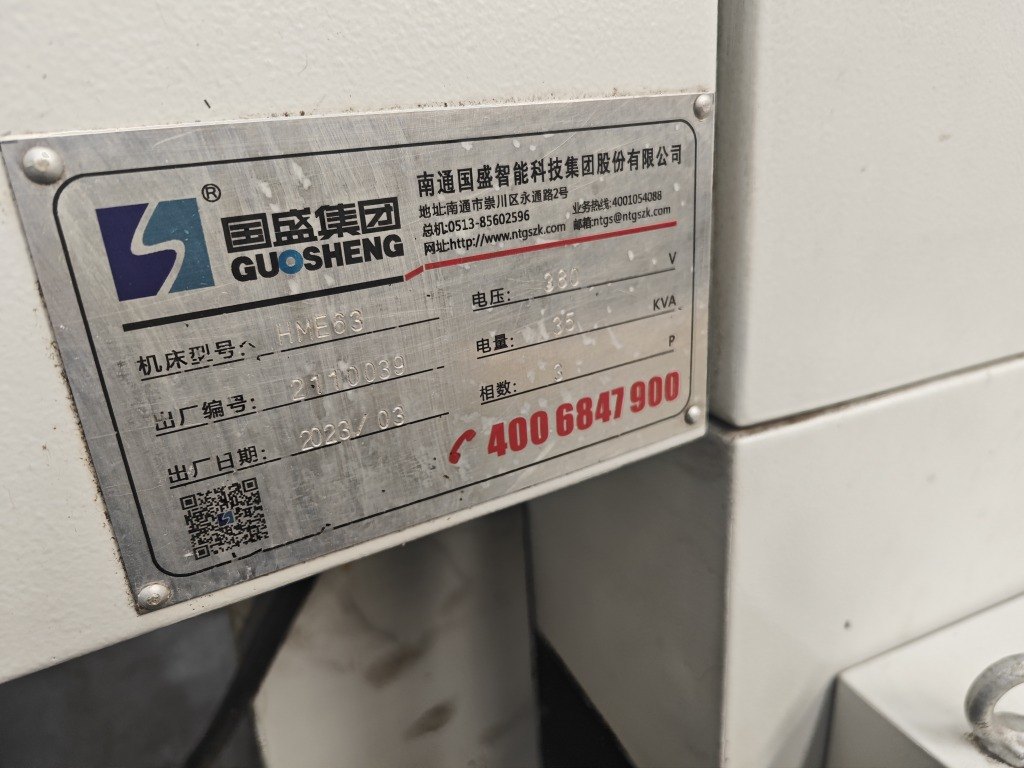 ®
国盛集团
GUOSHENG
南通国盛智能科技集团股份有限公司
地址:南通市崇川区永通路2号
总机:0513-85602596 业务热线:4001054088
网址:http://www.ntgszk.com 邮箱:ntgs@ntgszk.com
机床型号: HME63
出厂编号: 2110039
出厂日期: 2023/03
电压: 380 V
电量: 35 KVA
相数: 3 P
400 6847 900